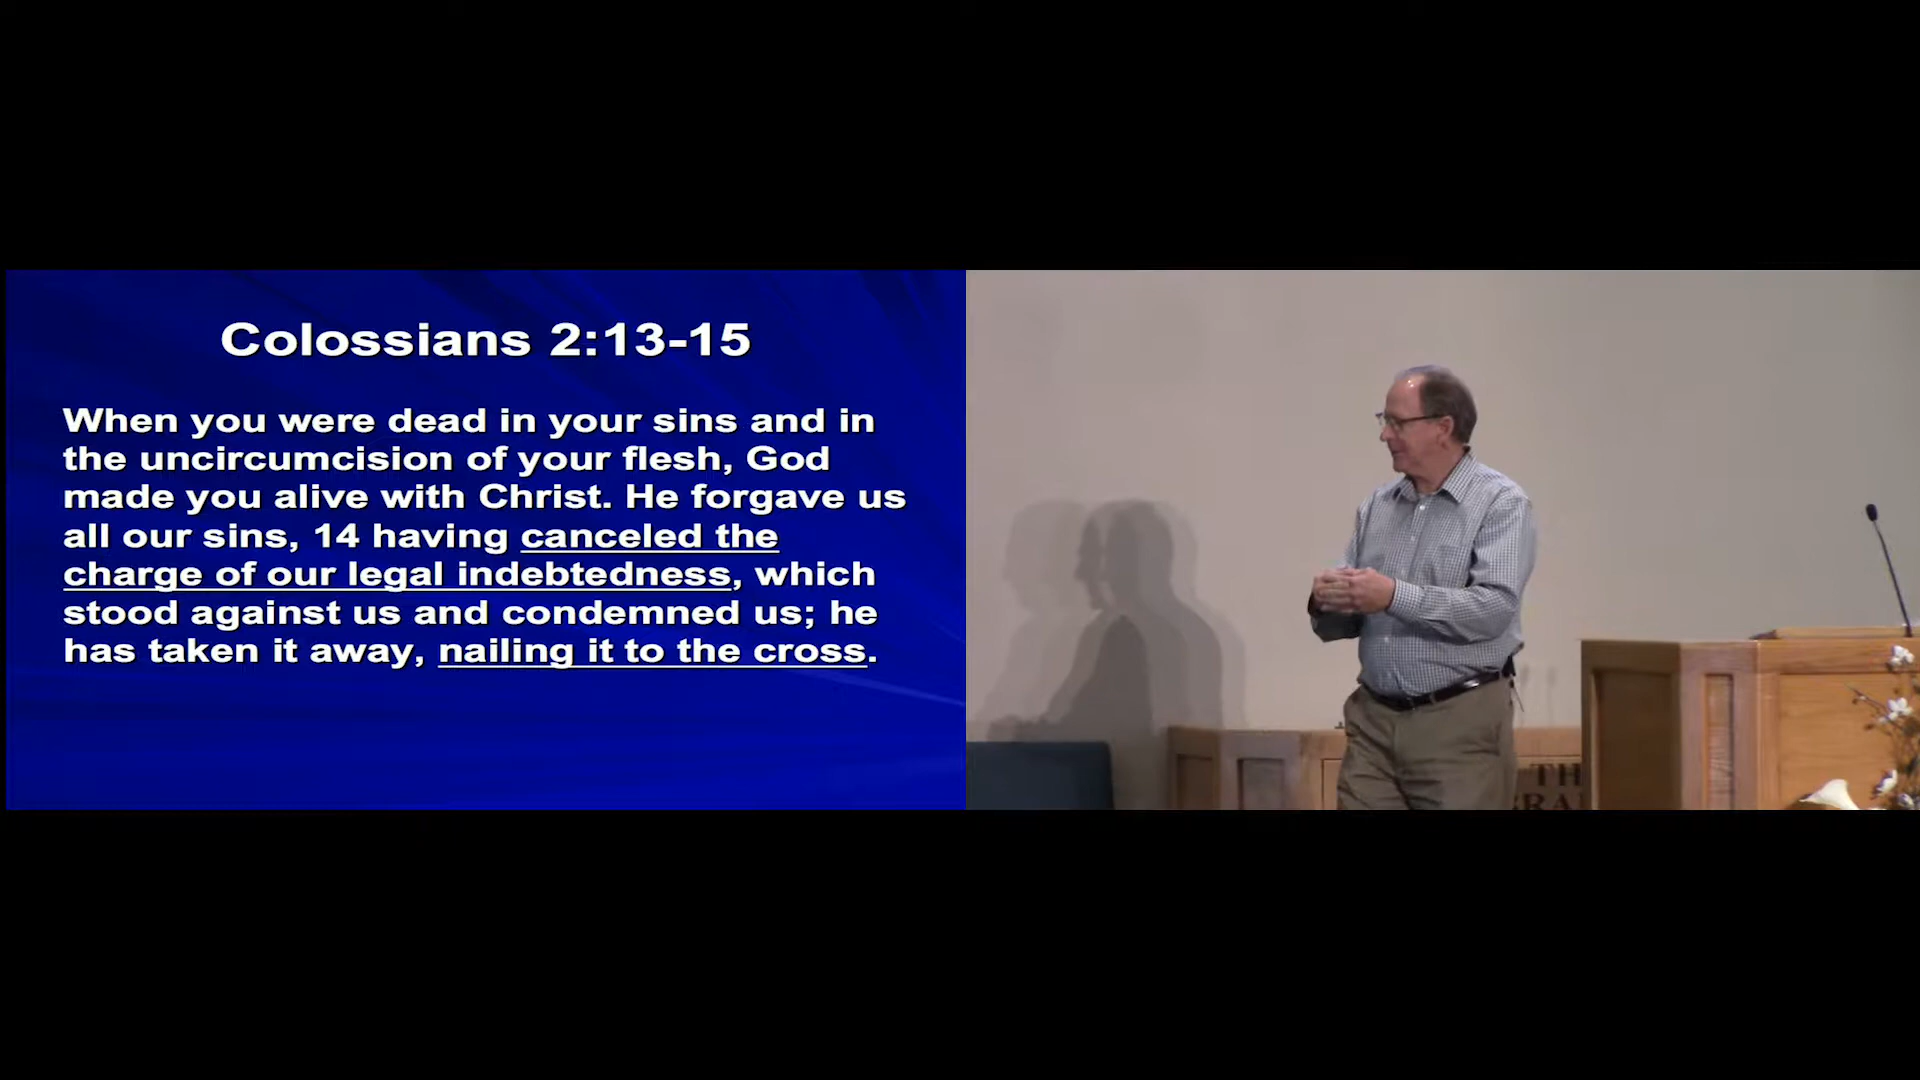 Colossians 2:13-15
When you were dead in your sins and in
the uncircumcision of your flesh, God
made you alive with Christ. He forgave us
all our sins, 14 having canceled the
charge of our legal indebtedness, which
stood against us and condemned us; he
has taken it away, nailing it to the cross.